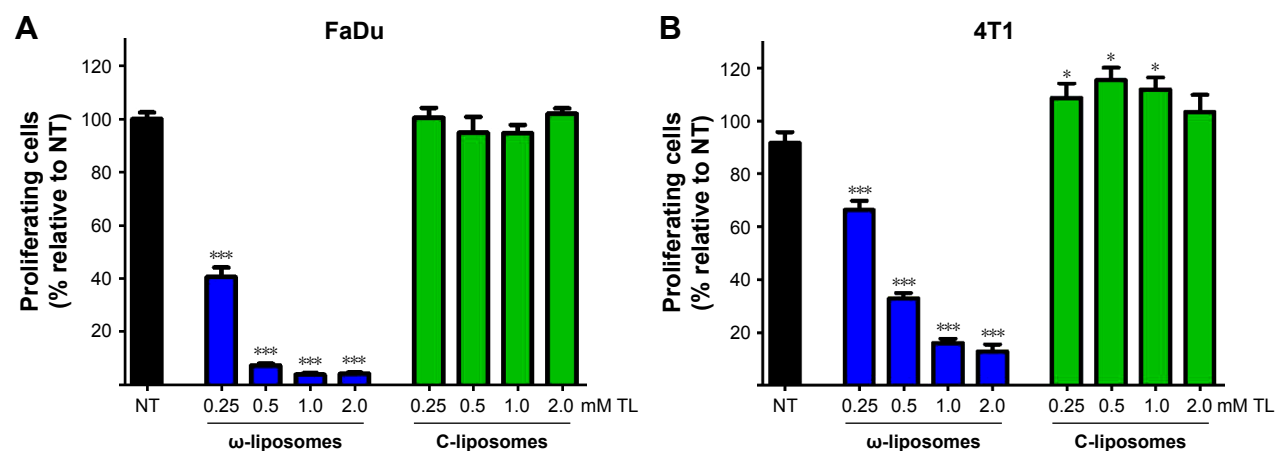 A
FaDu
Proliferating cells
(% relative to NT)
120
100
80
60
40
20
***
***
***
***
NT
0.25
0.5
1.0
2.0
0.25
0.5
1.0
2.0 mM TL
ω-liposomes
C-liposomes
B
4T1
Proliferating cells
(% relative to NT)
120
100
80
60
40
20
***
***
***
***
*
*
*
NT
0.25
0.5
1.0
2.0
0.25
0.5
1.0
2.0 mM TL
ω-liposomes
C-liposomes